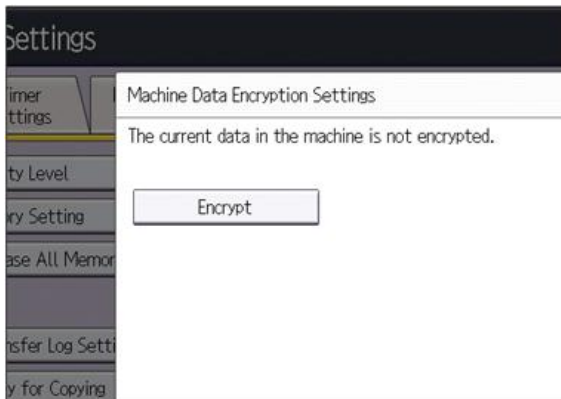 Settings
imer
ttings
Machine Data Encryption Settings
The current data in the machine is not encrypted.
ty Level
Encrypt
ry Setting
ase All Memor
nsfer Log Setti
y for Copying